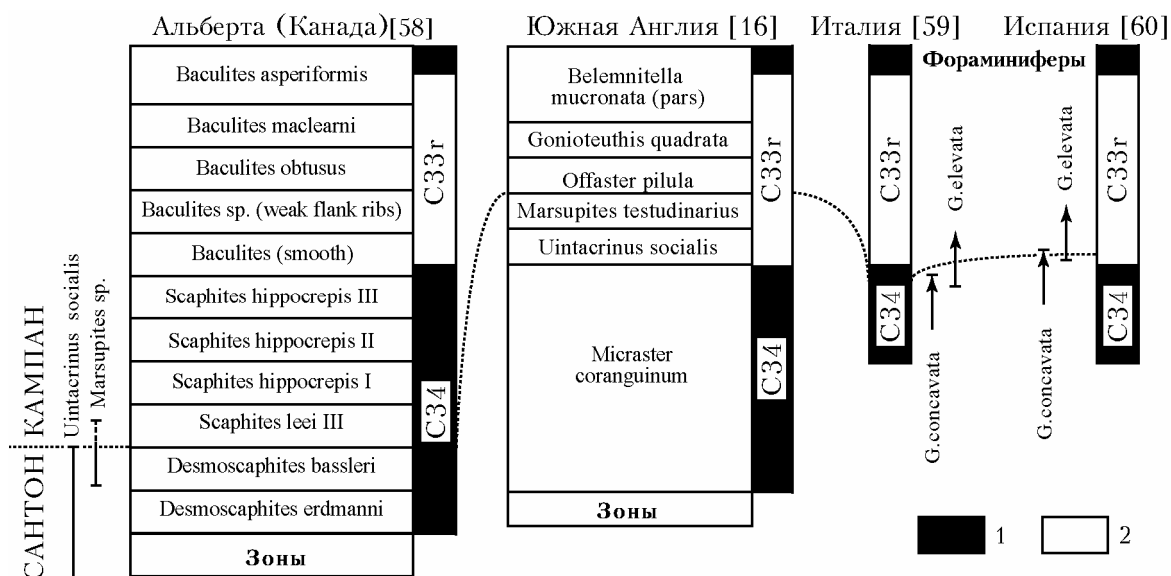 Альберта (Канада)[58]
Южная Англия [16]
Италия [59]
Испания [60]
САНТОН КАМПАН
Uintacrinus socialis
Marsupites sp.
Baculites asperiformis
Baculites maclearni
Baculites obtusus
Baculites sp. (weak flank ribs)
Baculites (smooth)
Scaphites hippocrepis III
Scaphites hippocrepis II
Scaphites hippocrepis I
Scaphites leei III
Desmoscaphites bassleri
Desmoscaphites erdmanni
Зоны
C33r
C34
Belemnitella
mucronata (pars)
Gonioteuthis quadrata
Offaster pilula
Marsupites testudinarius
Uintacrinus socialis
Micraster
coranguinum
Зоны
C33r
C34
Фораминиферы
C33r
C34
G.elevata
G.concavata
G.elevata
G.concavata
C33r
C34
1
2